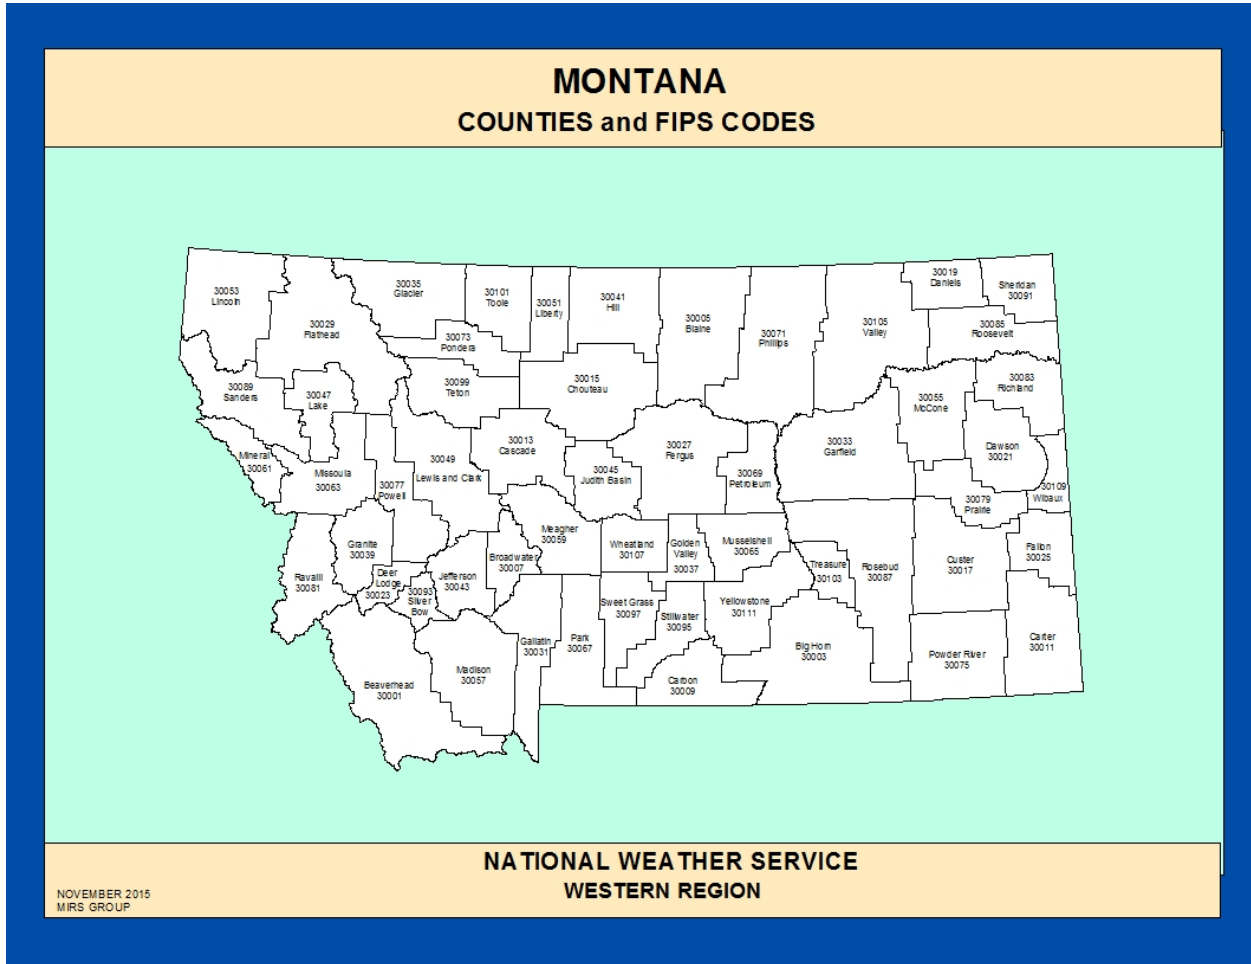 MONTANA
COUNTIES and FIPS CODES
30053
Lincoln
30029
Flathead
30035
Glacier
30101
Toole
30051
Liberty
30041
Hill
30005
Blaine
30071
Phillips
30105
Valley
30019
Daniels
Sheridan
30091
30085
Roosevelt
30073
Pondera
30089
Sanders
30047
Lake
30099
Teton
30015
Chouteau
30055
McCone
30083
Richland
Mineral
30061
Missoula
30063
30077
Powell
30049
Lewis and Clark
30013
Cascade
30045
Judith Basin
30027
Fergus
30069
Petroleum
30033
Garfield
Dawson
30021
30109
Wibaux
30079
Prairie
Granite
30039
Meagher
30059
Wheatland
30107
Golden
Valley
30037
Musselshell
30065
Ravalli
30081
Deer
Lodge
30023
30093
Silver
Bow
Jefferson
30043
Broadwater
30007
Treasure
30103
Rosebud
30087
Custer
30017
Fallon
30025
Sweet Grass
30097
Stillwater
30095
Yellowstone
30111
Beaverhead
30001
Madison
30057
Gallatin
30031
Park
30067
Carbon
30009
Big Horn
30003
Powder River
30075
Carter
30011
NATIONAL WEATHER SERVICE
WESTERN REGION
NOVEMBER 2015
MIRS GROUP